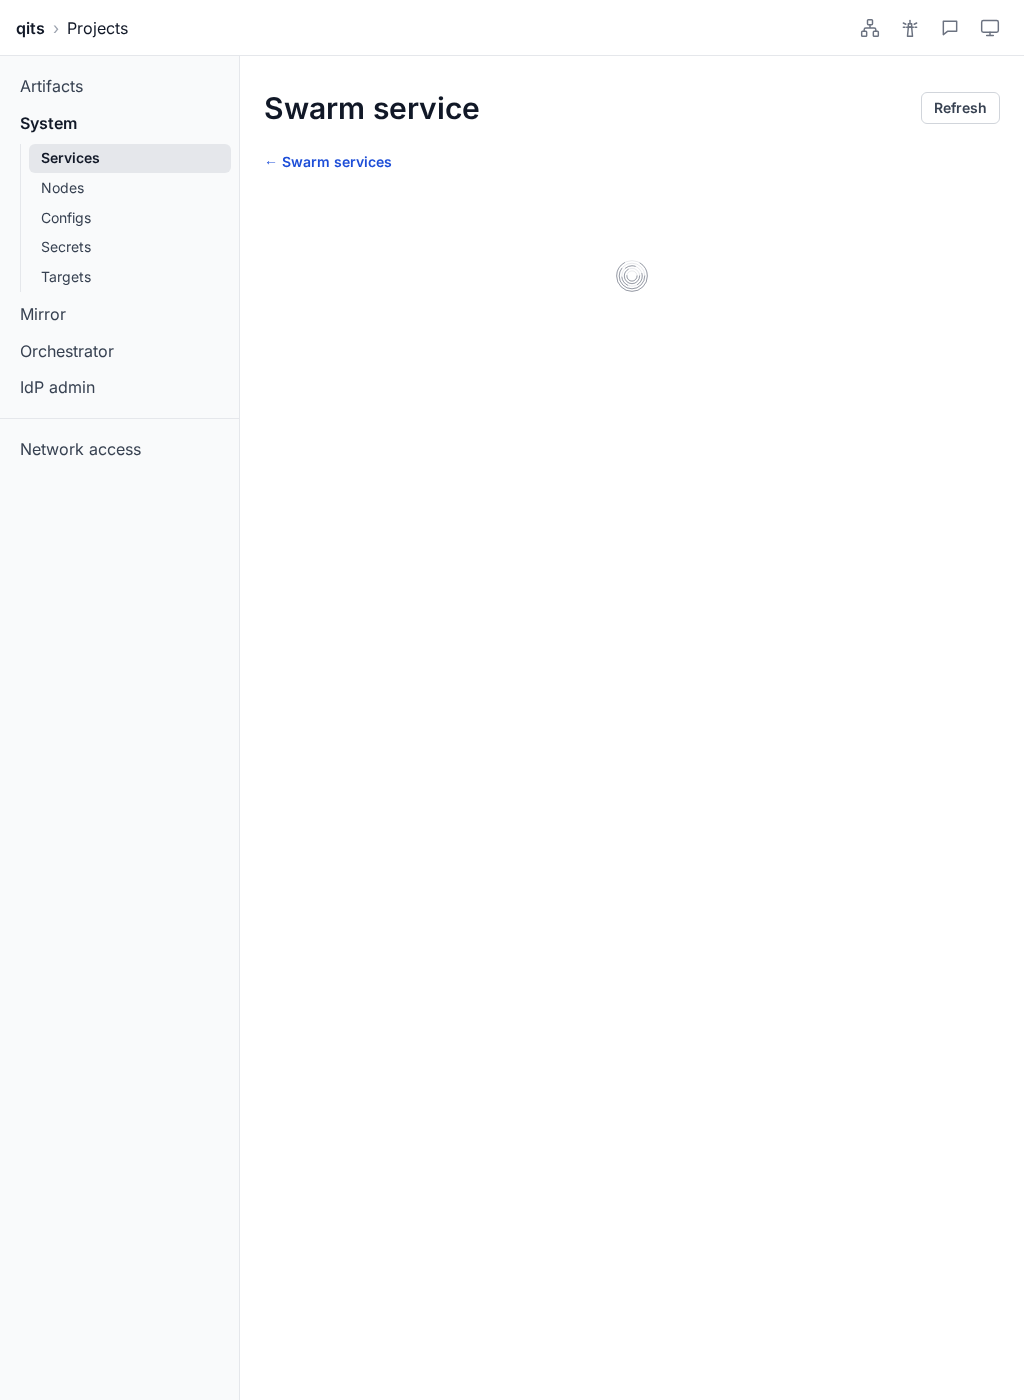 qits › Projects
Artifacts
System
Services
Nodes
Configs
Secrets
Targets
Mirror
Orchestrator
IdP admin
Network access
Swarm service
Refresh
← Swarm services